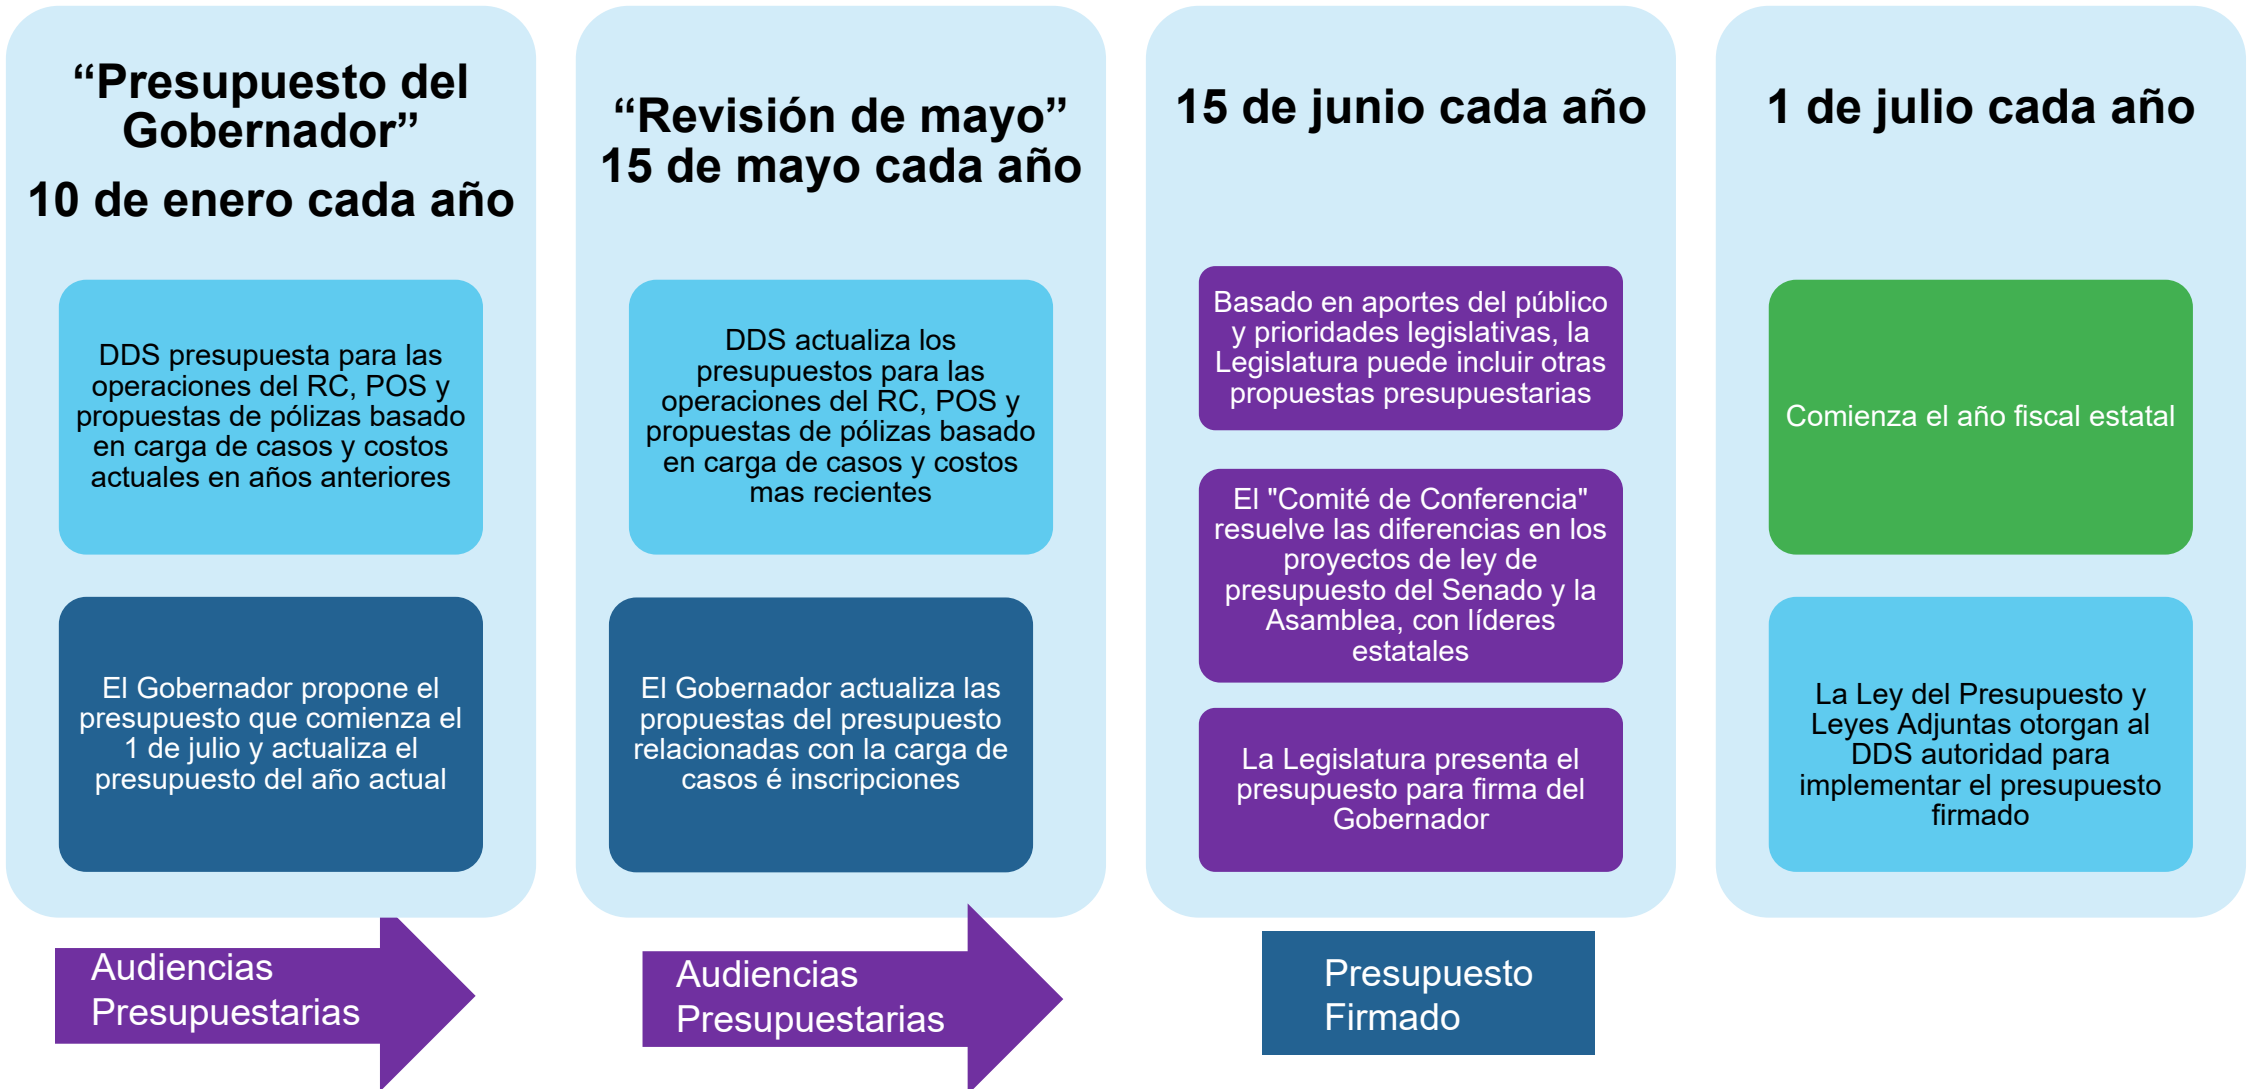 “Presupuesto del
Gobernador”
10 de enero cada año
DDS presupuesta para las
operaciones del RC, POS y
propuestas de pólizas basado
en carga de casos y costos
actuales en años anteriores
El Gobernador propone el
presupuesto que comienza el
1 de julio y actualiza el
presupuesto del año actual
Audiencias
Presupuestarias
“Revisión de mayo”
15 de mayo cada año
DDS actualiza los
presupuestos para las
operaciones del RC, POS y
propuestas de pólizas basado
en carga de casos y costos
mas recientes
El Gobernador actualiza las
propuestas del presupuesto
relacionadas con la carga de
casos é inscripciones
Audiencias
Presupuestarias
15 de junio cada año
Basado en aportes del público
y prioridades legislativas, la
Legislatura puede incluir otras
propuestas presupuestarias
El "Comité de Conferencia"
resuelve las diferencias en los
proyectos de ley de
presupuesto del Senado y la
Asamblea, con líderes
estatales
La Legislatura presenta el
presupuesto para firma del
Gobernador
Presupuesto
Firmado
1 de julio cada año
Comienza el año fiscal estatal
La Ley del Presupuesto y
Leyes Adjuntas otorgan al
DDS autoridad para
implementar el presupuesto
firmado